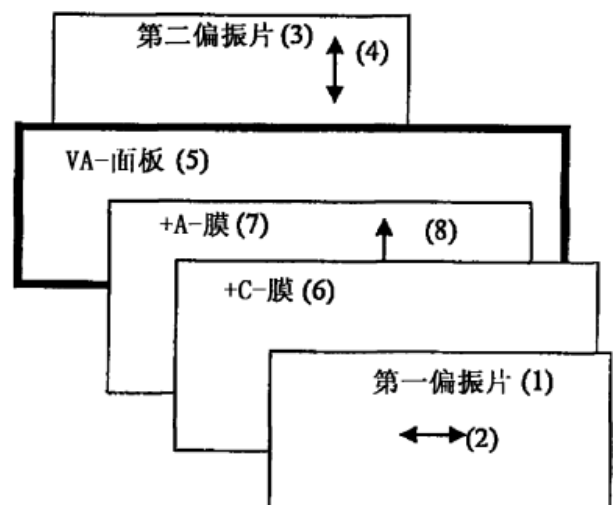 第二偏振片 (3)
(4)
VA-面板 (5)
+A-膜 (7)
(8)
+C-膜 (6)
第一偏振片 (1)
(2)